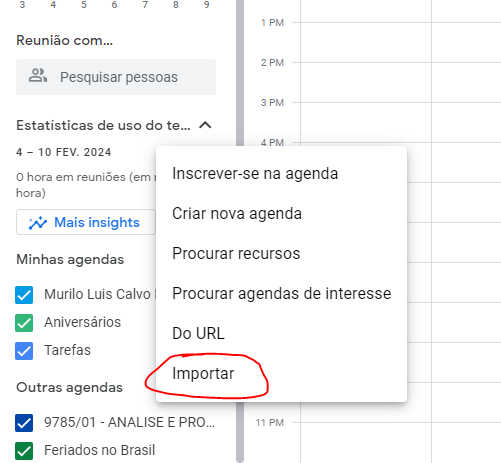 3 4 5 6 7 8 9
Reunião com...
Pesquisar pessoas
Estatísticas de uso do te...
4 – 10 FEV. 2024
0 hora em reuniões (em
hora)
Mais insights
Minhas agendas
Murilo Luis Calvo
Aniversários
Tarefas
Outras agendas
9785/01 - ANALISE E PRO...
Feriados no Brasil
Inscrever-se na agenda
Criar nova agenda
Procurar recursos
Procurar agendas de interesse
Do URL
Importar
1 PM
2 PM
3 PM
4 PM
11 PM